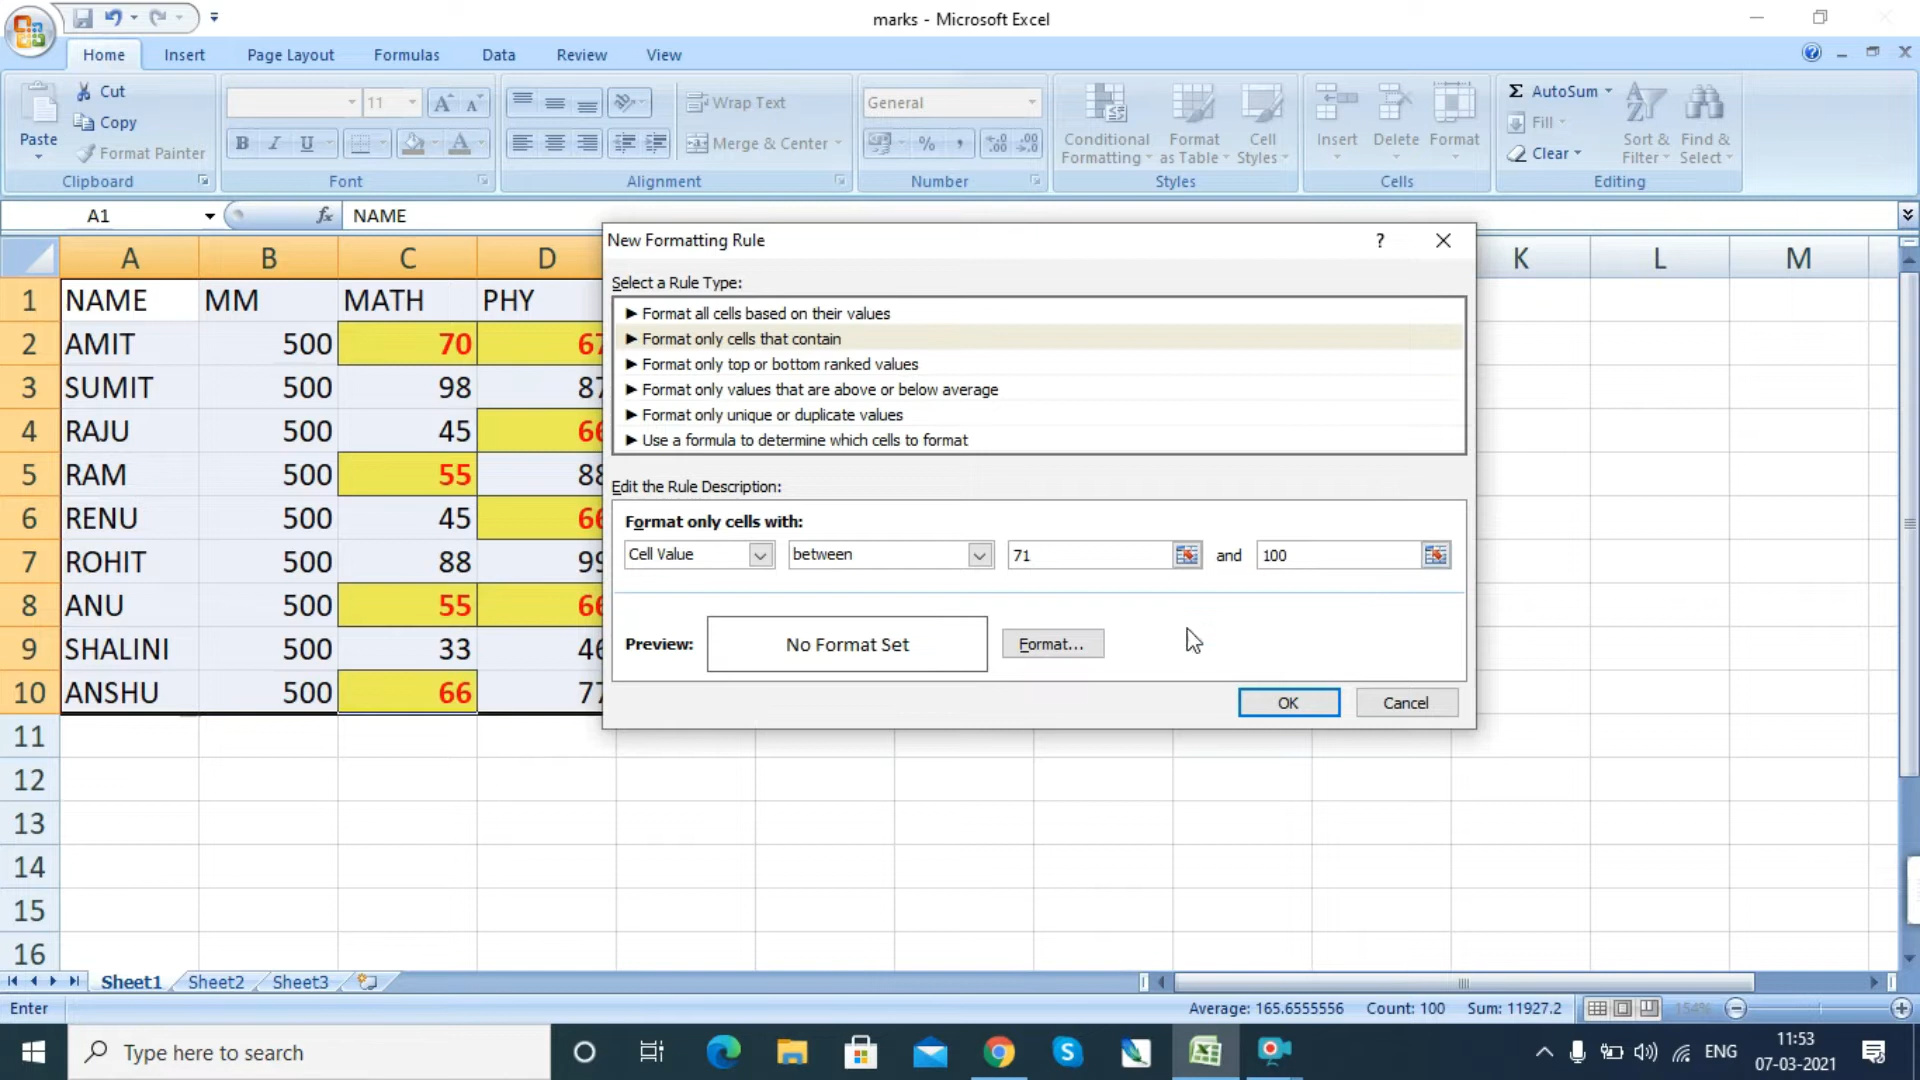 marks - Microsoft Excel
Home Insert Page Layout Formulas Data Review View
Paste
Cut
Copy
Format Painter
Clipboard
11
B I U
Font
Wrap Text
Merge & Center
Alignment
General
% ,
Number
Conditional Formatting
Format as Table
Cell Styles
Styles
Insert Delete Format
Cells
Σ AutoSum
Fill
Clear
Sort & Filter
Find & Select
Editing
A1 fx NAME
A B C D K L M
1 NAME MM MATH PHY
2 AMIT 500 70 67
3 SUMIT 500 98 87
4 RAJU 500 45 66
5 RAM 500 55 88
6 RENU 500 45 66
7 ROHIT 500 88 99
8 ANU 500 55 66
9 SHALINI 500 33 46
10 ANSHU 500 66 77
11
12
13
14
15
16
New Formatting Rule ?
Select a Rule Type:
► Format all cells based on their values
► Format only cells that contain
► Format only top or bottom ranked values
► Format only values that are above or below average
► Format only unique or duplicate values
► Use a formula to determine which cells to format
Edit the Rule Description:
Format only cells with:
Cell Value between 71 and 100
Preview: No Format Set Format...
OK Cancel
Sheet1 Sheet2 Sheet3
Enter Average: 165.6555556 Count: 100 Sum: 11927.2 154%
Type here to search
ENG
11:53
07-03-2021